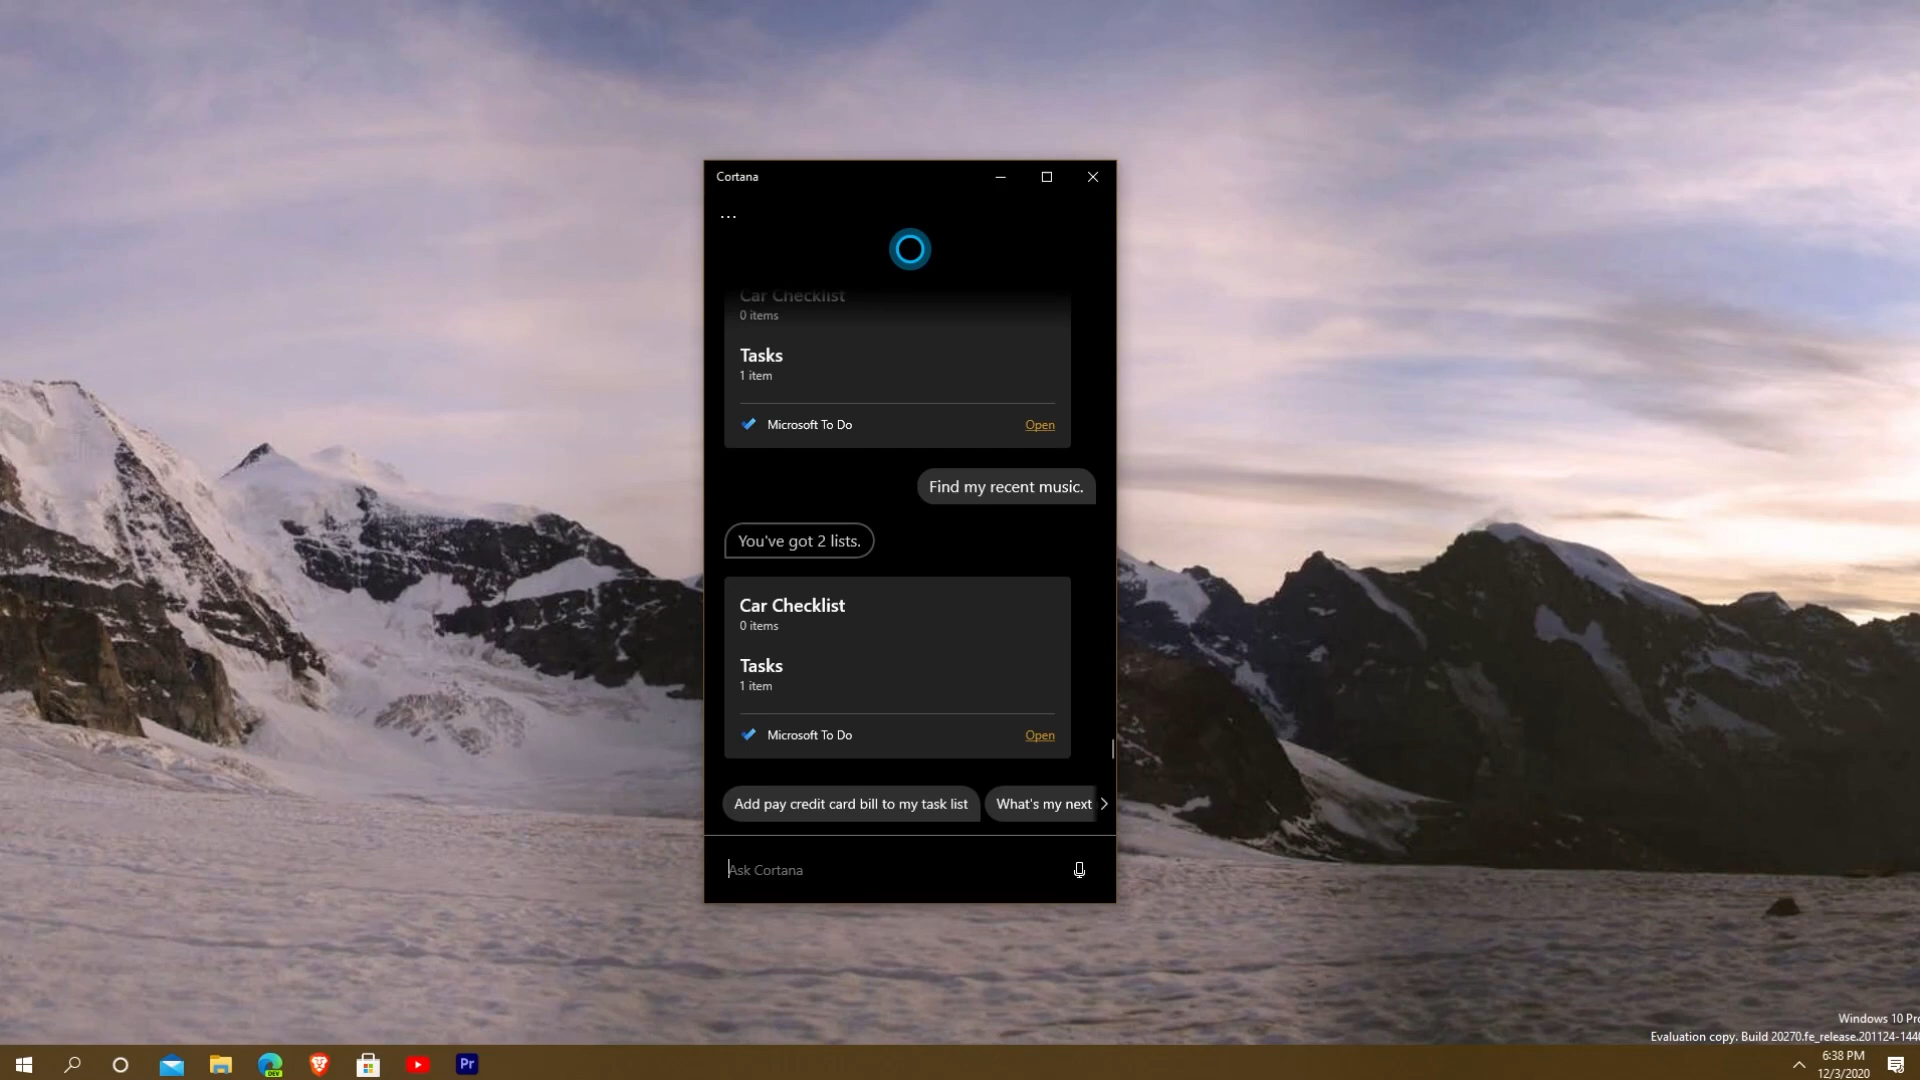 Cortana
...
Car Checklist
0 items
Tasks
1 item
Microsoft To Do
Open
Find my recent music.
You've got 2 lists.
Car Checklist
0 items
Tasks
1 item
Microsoft To Do
Open
Add pay credit card bill to my task list
What's my next
Ask Cortana
Windows 10 Pro
Evaluation copy. Build 20270.fe_release.201124-1440
DEV
Pr
6:38 PM
12/3/2020